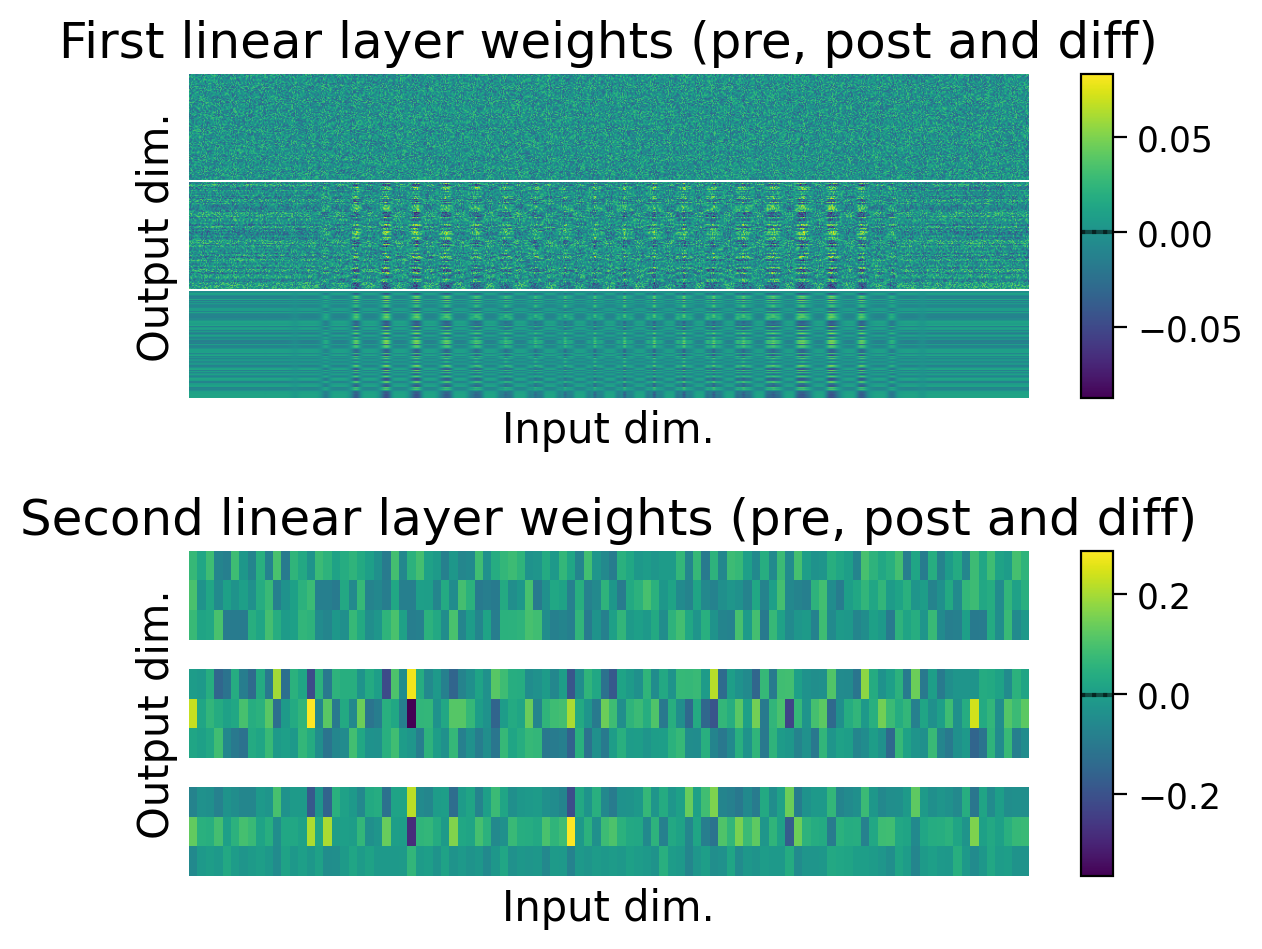 First linear layer weights (pre, post and diff)
Output dim.
0.05
0.00
−0.05
Input dim.
Second linear layer weights (pre, post and diff)
Output dim.
0.2
0.0
−0.2
Input dim.